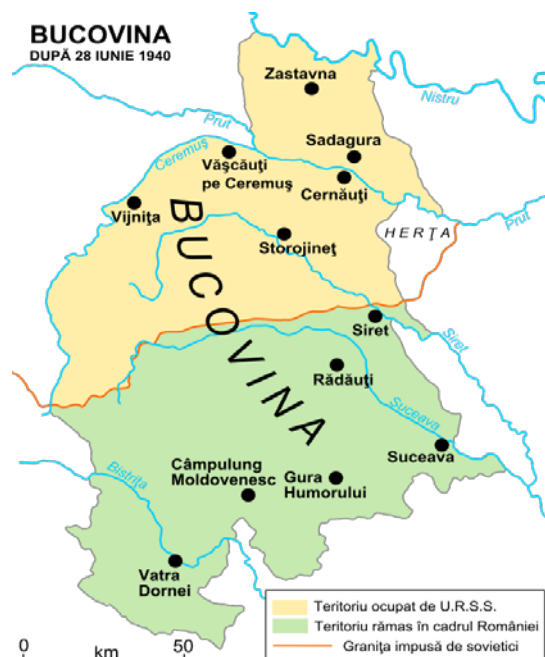 BUCOVINA
DUPĂ 28 IUNIE 1940
Zastavna
Nistru
Prut
Sadagura
Ceremuş
Văşcăuţi
pe Ceremuş
Cernăuţi
Vijniţa
Prut
HERŢA
Storojineţ
BUCOVINA
Siret
Siret
Rădăuţi
Suceava
Suceava
Câmpulung
Moldovenesc
Gura
Humorului
Bistriţa
Vatra
Dornei
Teritoriu ocupat de U.R.S.S.
Teritoriu rămas în cadrul României
Graniţa impusă de sovietici
0 km 50